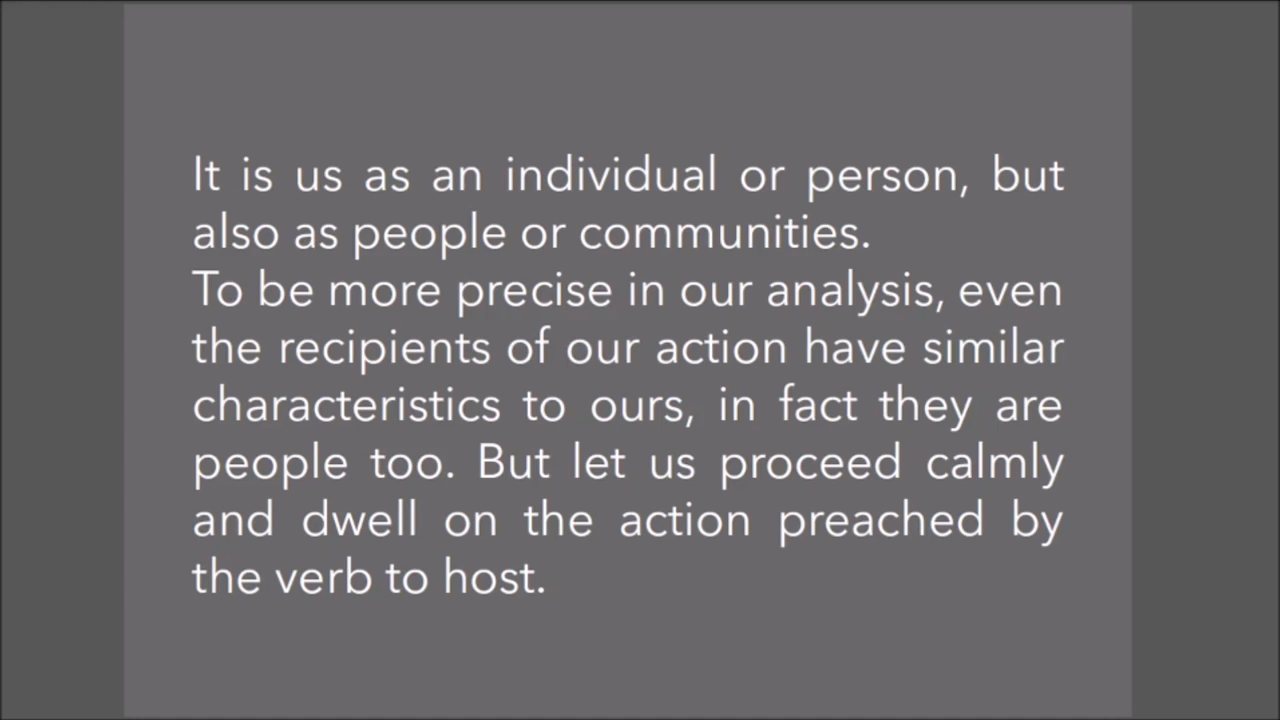 It is us as an individual or person, but
also as people or communities.
To be more precise in our analysis, even
the recipients of our action have similar
characteristics to ours, in fact they are
people too. But let us proceed calmly
and dwell on the action preached by
the verb to host.